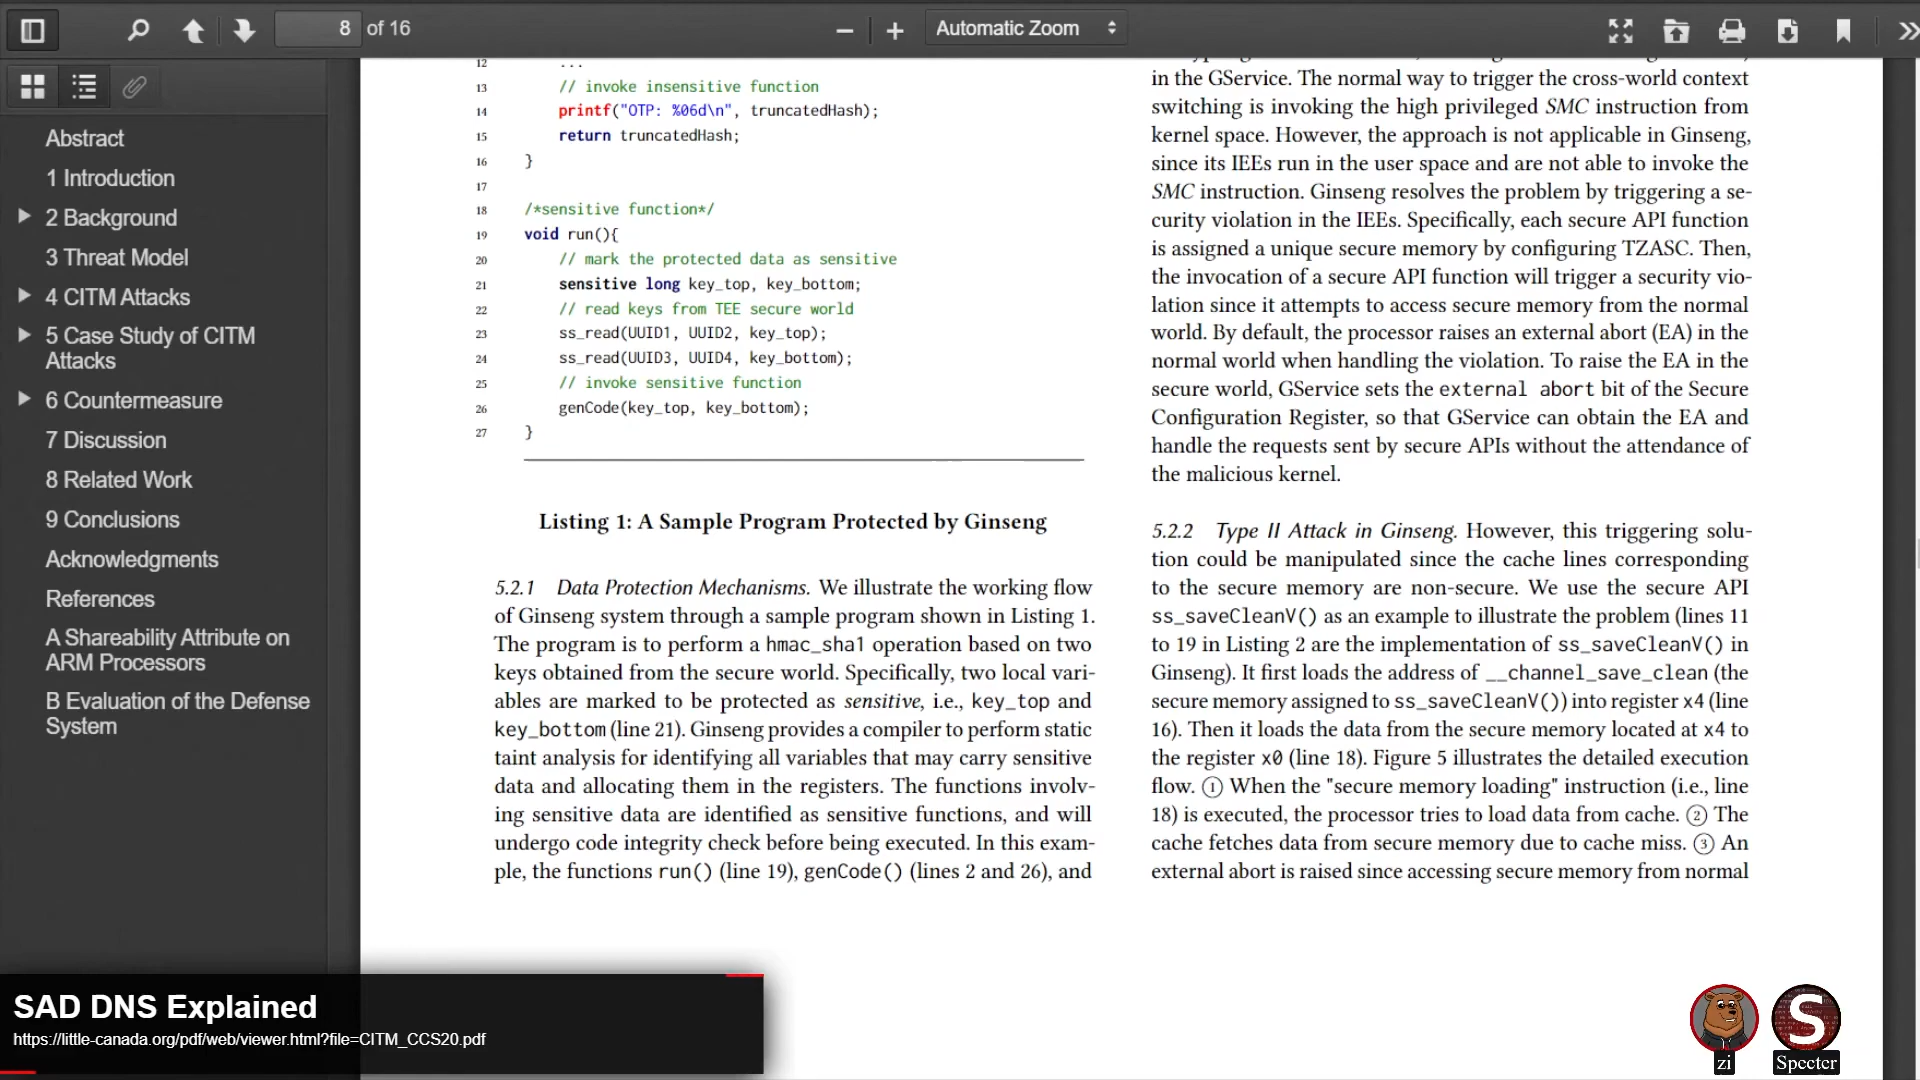 8 of 16
Automatic Zoom
Abstract
1 Introduction
2 Background
3 Threat Model
4 CITM Attacks
5 Case Study of CITM
Attacks
6 Countermeasure
7 Discussion
8 Related Work
9 Conclusions
Acknowledgments
References
A Shareability Attribute on
ARM Processors
B Evaluation of the Defense
System
12 ...
13 // invoke insensitive function
14 printf("OTP: %06d\n", truncatedHash);
15 return truncatedHash;
16 }
17
18 /*sensitive function*/
19 void run(){
20 // mark the protected data as sensitive
21 sensitive long key_top, key_bottom;
22 // read keys from TEE secure world
23 ss_read(UUID1, UUID2, key_top);
24 ss_read(UUID3, UUID4, key_bottom);
25 // invoke sensitive function
26 genCode(key_top, key_bottom);
27 }
Listing 1: A Sample Program Protected by Ginseng
5.2.1 Data Protection Mechanisms. We illustrate the working flow
of Ginseng system through a sample program shown in Listing 1.
The program is to perform a hmac_sha1 operation based on two
keys obtained from the secure world. Specifically, two local vari-
ables are marked to be protected as sensitive, i.e., key_top and
key_bottom (line 21). Ginseng provides a compiler to perform static
taint analysis for identifying all variables that may carry sensitive
data and allocating them in the registers. The functions involv-
ing sensitive data are identified as sensitive functions, and will
undergo code integrity check before being executed. In this exam-
ple, the functions run() (line 19), genCode() (lines 2 and 26), and
in the GService. The normal way to trigger the cross-world context
switching is invoking the high privileged SMC instruction from
kernel space. However, the approach is not applicable in Ginseng,
since its IEEs run in the user space and are not able to invoke the
SMC instruction. Ginseng resolves the problem by triggering a se-
curity violation in the IEEs. Specifically, each secure API function
is assigned a unique secure memory by configuring TZASC. Then,
the invocation of a secure API function will trigger a security vio-
lation since it attempts to access secure memory from the normal
world. By default, the processor raises an external abort (EA) in the
normal world when handling the violation. To raise the EA in the
secure world, GService sets the external abort bit of the Secure
Configuration Register, so that GService can obtain the EA and
handle the requests sent by secure APIs without the attendance of
the malicious kernel.
5.2.2 Type II Attack in Ginseng. However, this triggering solu-
tion could be manipulated since the cache lines corresponding
to the secure memory are non-secure. We use the secure API
ss_saveCleanV() as an example to illustrate the problem (lines 11
to 19 in Listing 2 are the implementation of ss_saveCleanV() in
Ginseng). It first loads the address of __channel_save_clean (the
secure memory assigned to ss_saveCleanV()) into register x4 (line
16). Then it loads the data from the secure memory located at x4 to
the register x0 (line 18). Figure 5 illustrates the detailed execution
flow. ① When the "secure memory loading" instruction (i.e., line
18) is executed, the processor tries to load data from cache. ② The
cache fetches data from secure memory due to cache miss. ③ An
external abort is raised since accessing secure memory from normal
SAD DNS Explained
https://little-canada.org/pdf/web/viewer.html?file=CITM_CCS20.pdf
zi
S
Specter